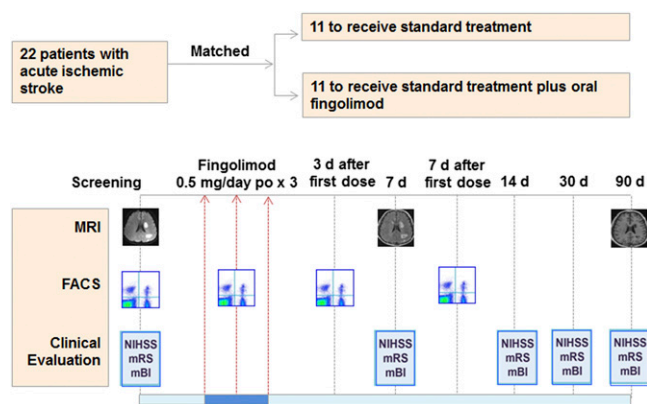 22 patients with
acute ischemic
stroke
Matched
11 to receive standard treatment
11 to receive standard treatment plus oral
fingolimod
Screening
Fingolimod
0.5 mg/day po x 3
3 d after
first dose
7 d
7 d after
first dose
14 d
30 d
90 d
MRI
FACS
Clinical
Evaluation
NIHSS
mRS
mBI
NIHSS
mRS
mBI
NIHSS
mRS
mBI
NIHSS
mRS
mBI
NIHSS
mRS
mBI